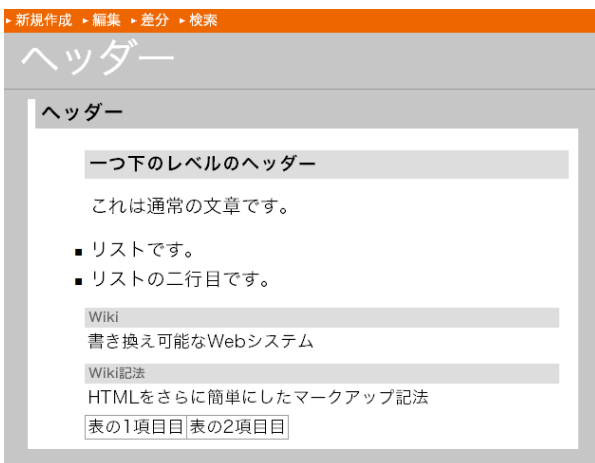 ▸新規作成 ▸編集 ▸差分 ▸検索
ヘッダー
ヘッダー
一つ下のレベルのヘッダー
これは通常の文章です。
▪ リストです。
▪ リストの二行目です。
Wiki
書き換え可能なWebシステム
Wiki記法
HTMLをさらに簡単にしたマークアップ記法
表の1項目目 表の2項目目